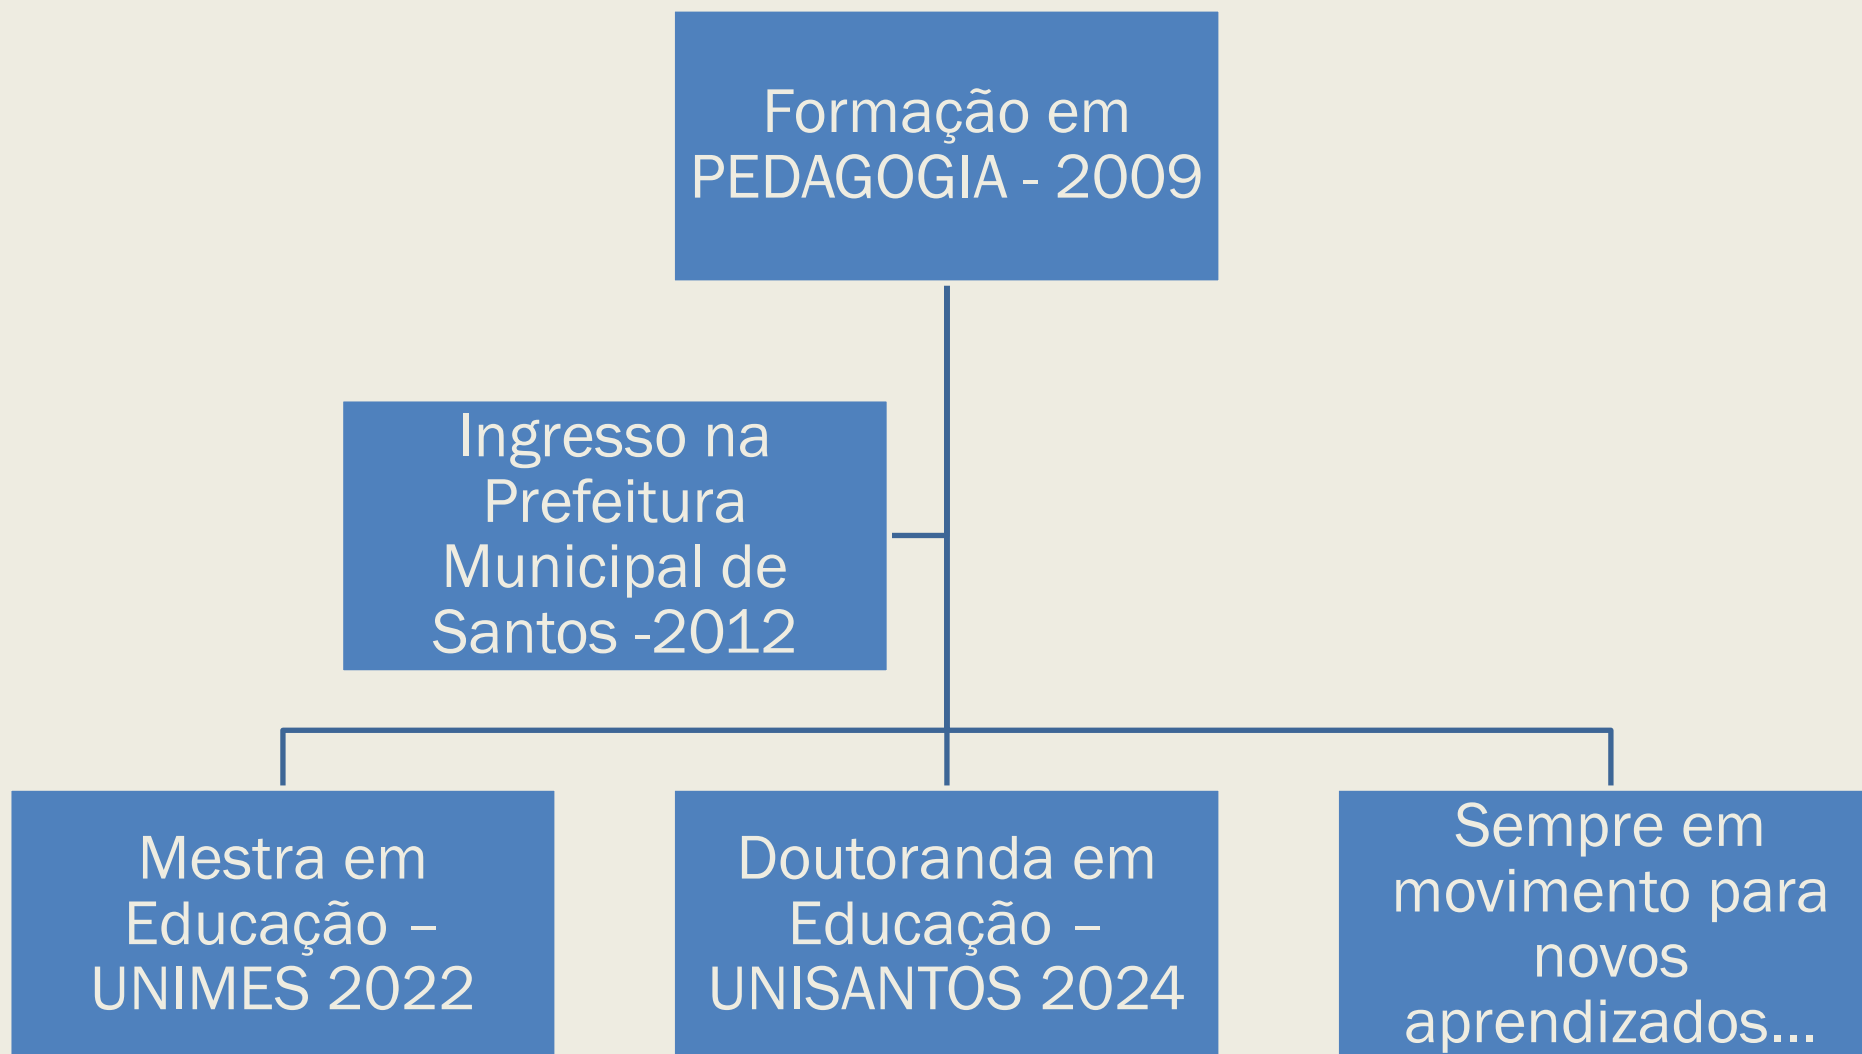 Formação em
PEDAGOGIA - 2009
Ingresso na
Prefeitura
Municipal de
Santos -2012
Mestra em
Educação –
UNIMES 2022
Doutoranda em
Educação –
UNISANTOS 2024
Sempre em
movimento para
novos
aprendizados...